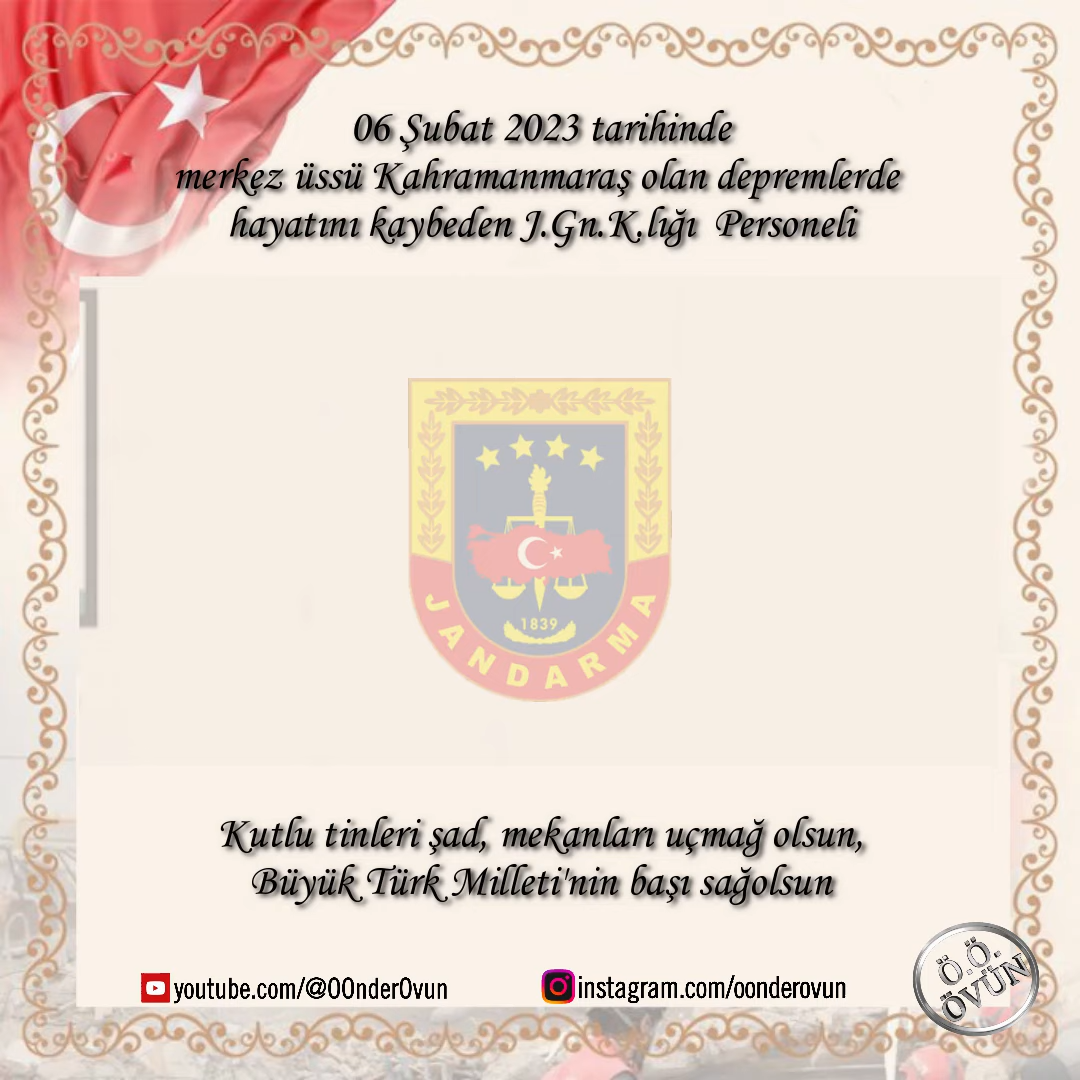 06 Şubat 2023 tarihinde
merkez üssü Kahramanmaraş olan depremlerde
hayatını kaybeden J.Gn.K.lığı Personeli
1839
JANDARMA
Kutlu tinleri şad, mekanları uçmağ olsun,
Büyük Türk Milleti'nin başı sağolsun
youtube.com/@OOnderOvun
instagram.com/oonderovun
Ö.Ö.
ÖVÜN